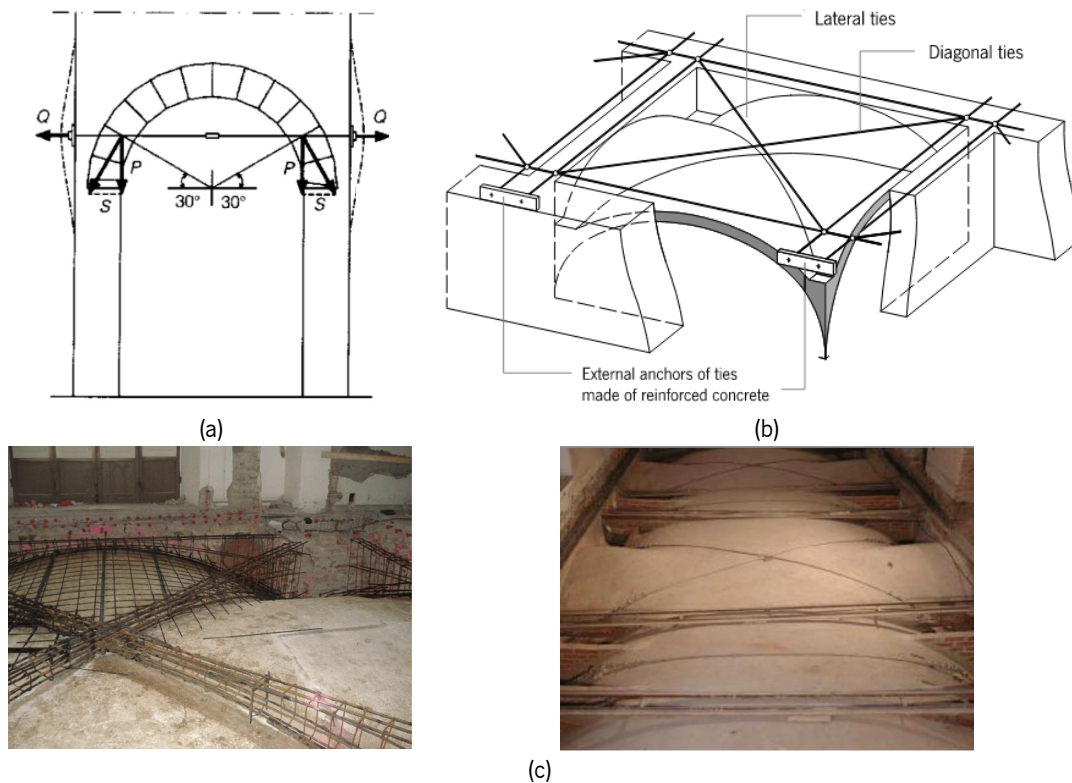 Q
Q
P
P
S
S
30° 30°
(a)
Lateral ties
Diagonal ties
External anchors of ties
made of reinforced concrete
(b)
(c)